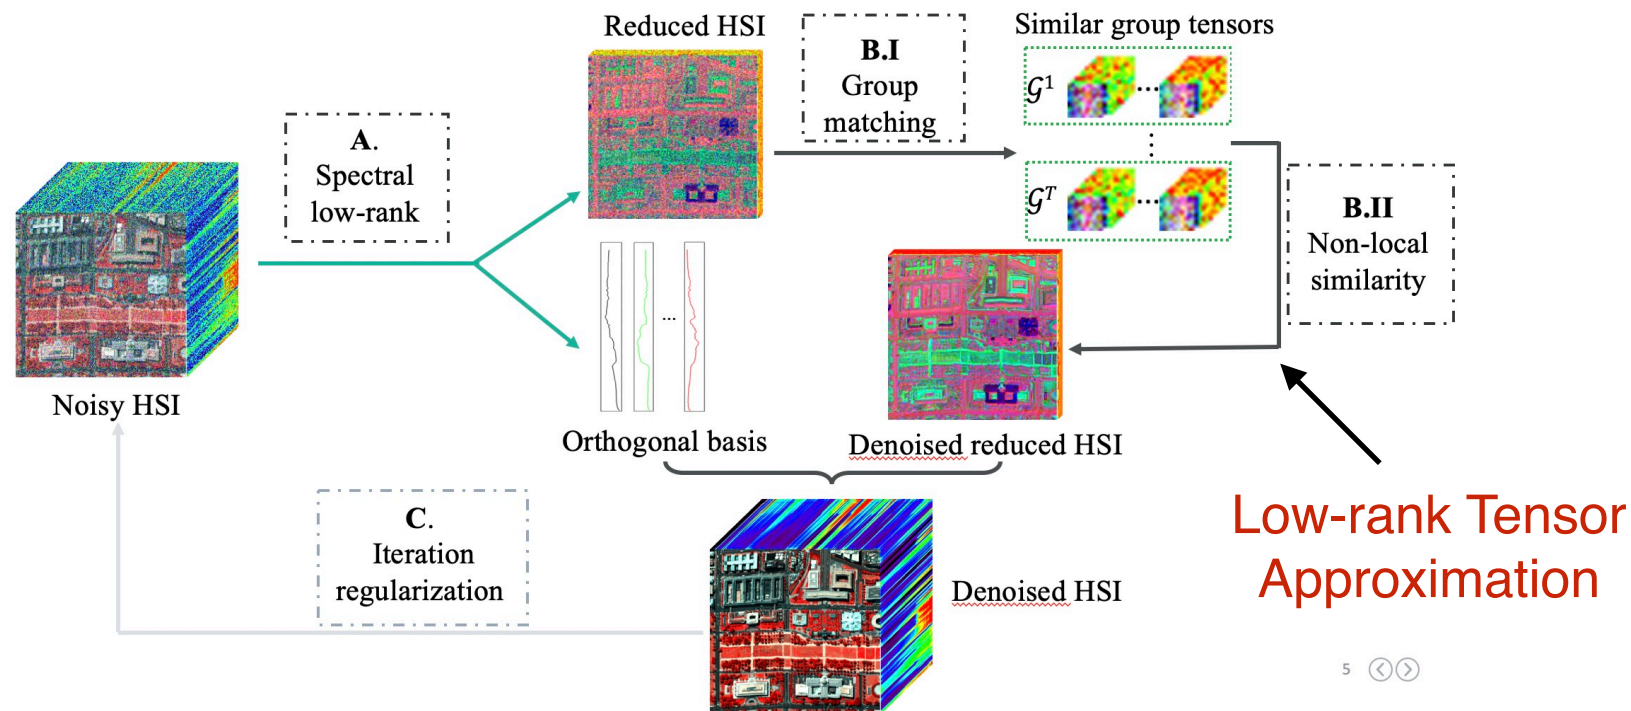 Reduced HSI
B.I
Group
matching
Similar group tensors
𝒢¹
...
⋮
𝒢ᵀ
...
A.
Spectral
low-rank
B.II
Non-local
similarity
...
Noisy HSI
Orthogonal basis
Denoised reduced HSI
Low-rank Tensor
Approximation
C.
Iteration
regularization
Denoised HSI
5